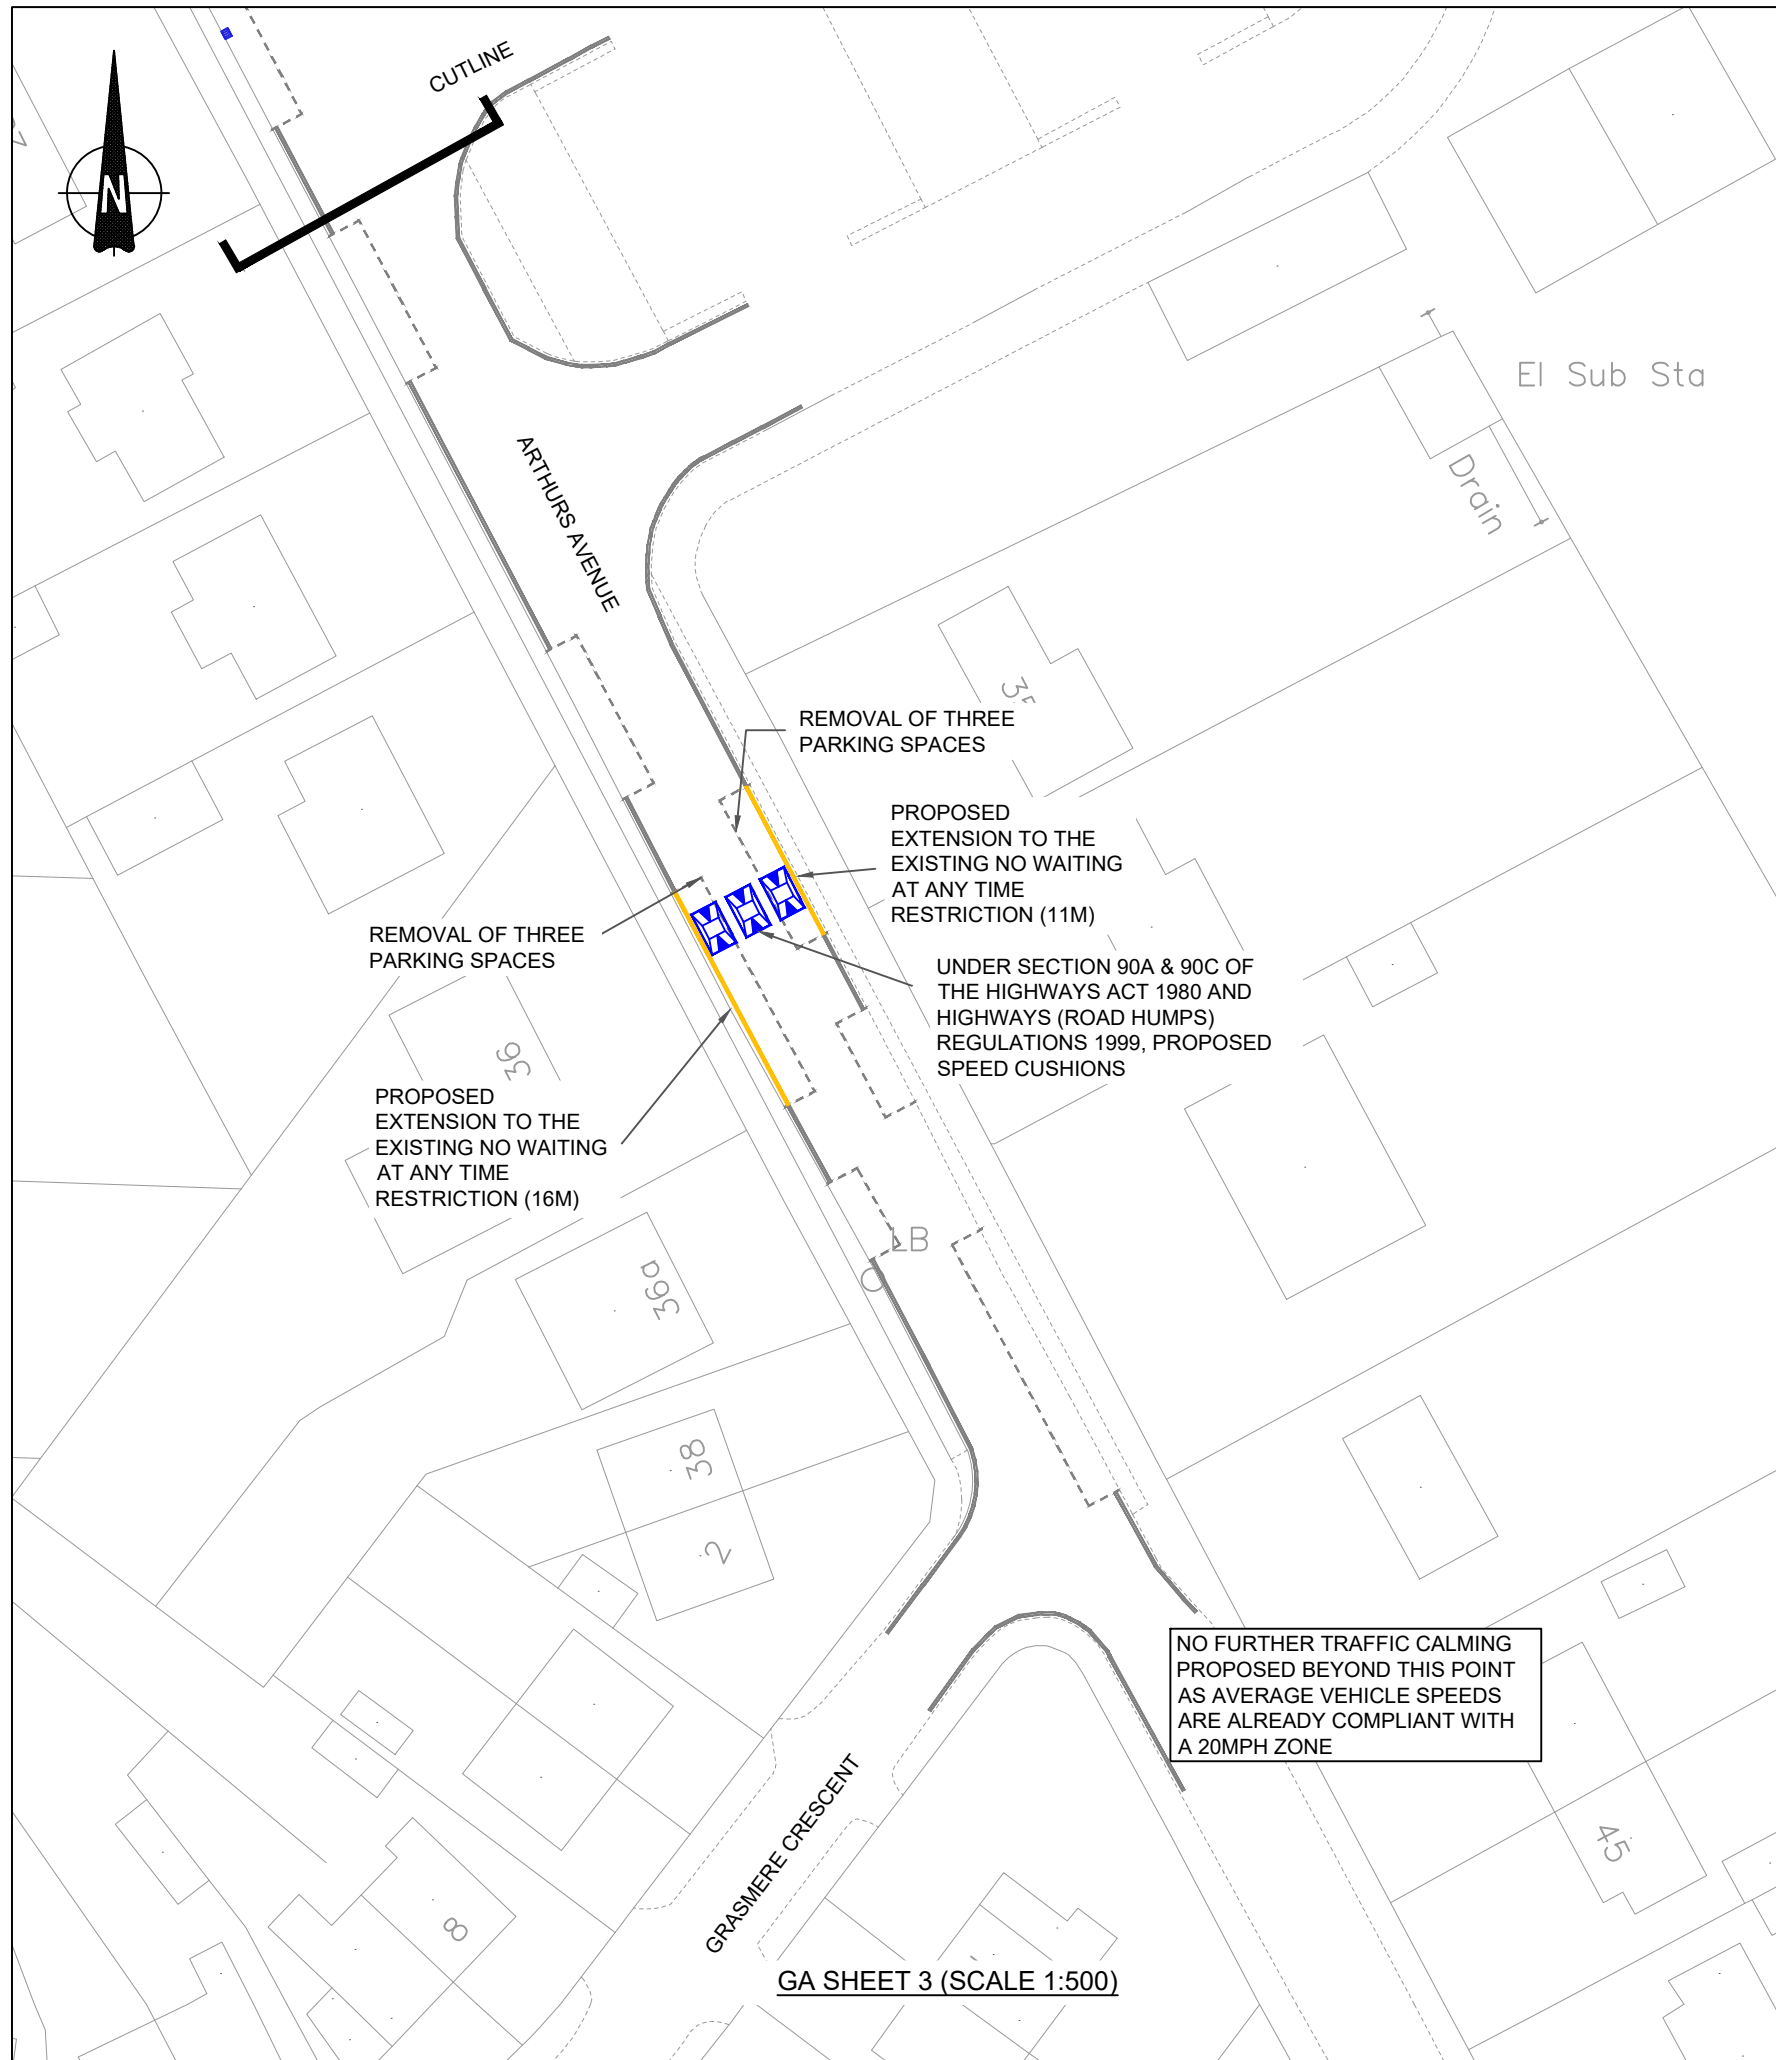 CUTLINE
N
El Sub Sta
Drain
ARTHURS AVENUE
REMOVAL OF THREE
PARKING SPACES
PROPOSED
EXTENSION TO THE
EXISTING NO WAITING
AT ANY TIME
RESTRICTION (11M)
REMOVAL OF THREE
PARKING SPACES
UNDER SECTION 90A & 90C OF
THE HIGHWAYS ACT 1980 AND
HIGHWAYS (ROAD HUMPS)
REGULATIONS 1999, PROPOSED
SPEED CUSHIONS
36
PROPOSED
EXTENSION TO THE
EXISTING NO WAITING
AT ANY TIME
RESTRICTION (16M)
LB
36a
38
2
NO FURTHER TRAFFIC CALMING
PROPOSED BEYOND THIS POINT
AS AVERAGE VEHICLE SPEEDS
ARE ALREADY COMPLIANT WITH
A 20MPH ZONE
45
GRASMERE CRESCENT
8
GA SHEET 3 (SCALE 1:500)